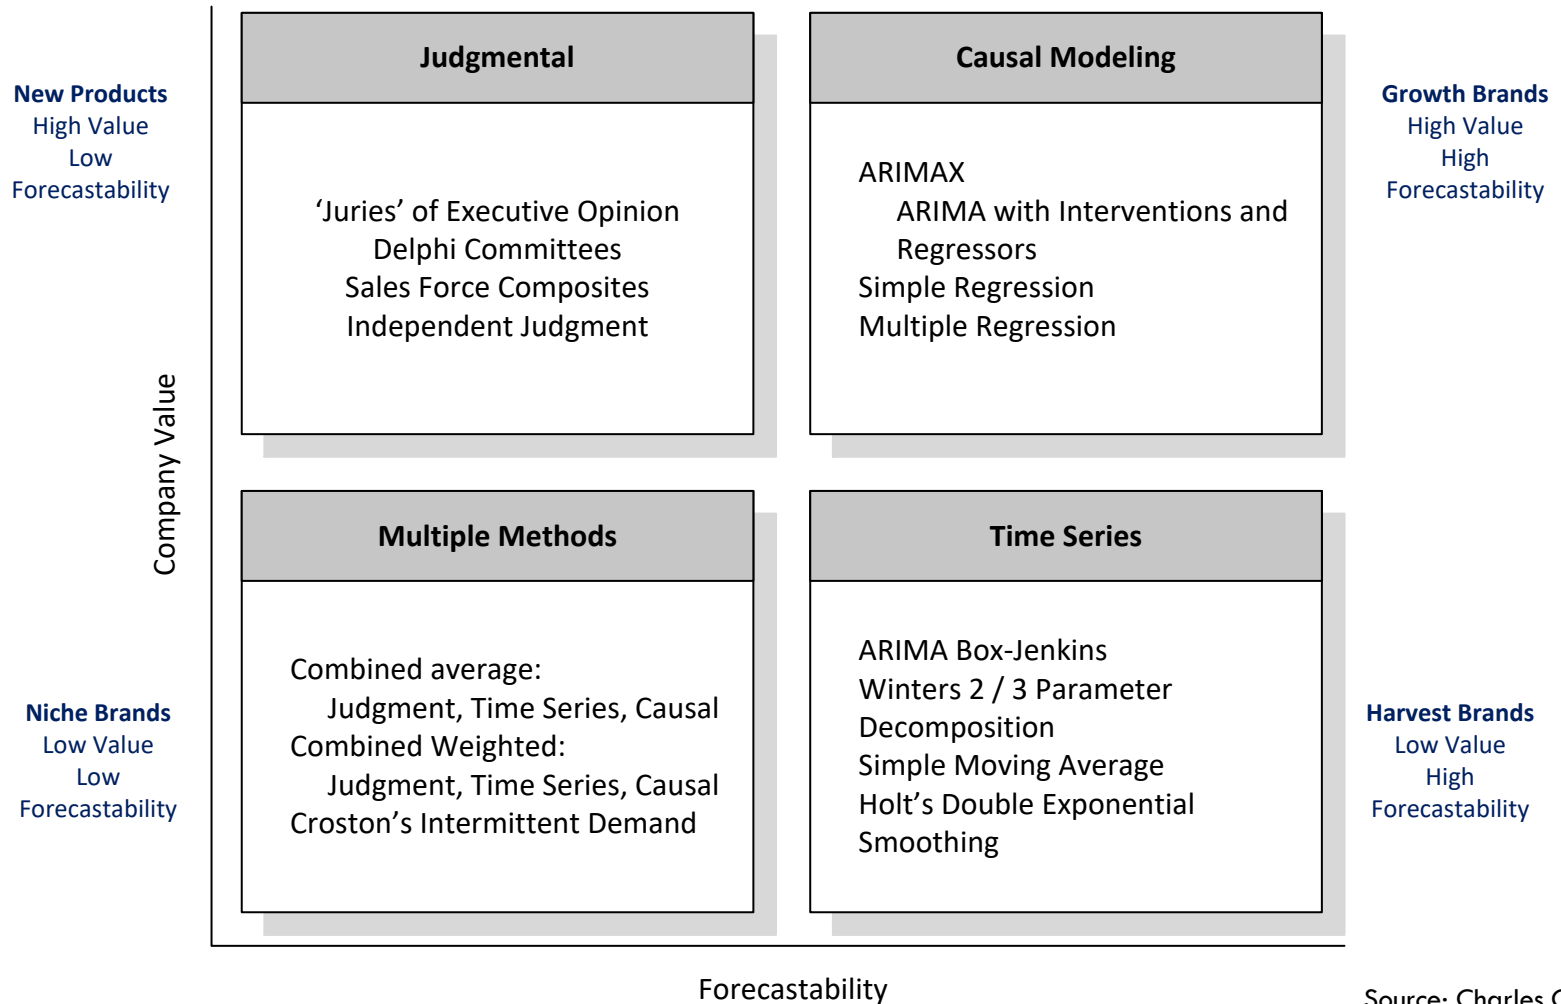 Judgmental
Causal Modeling
New Products
High Value
Low
Forecastability
‘Juries’ of Executive Opinion
Delphi Committees
Sales Force Composites
Independent Judgment
ARIMAX
ARIMA with Interventions and
Regressors
Simple Regression
Multiple Regression
Growth Brands
High Value
High
Forecastability
Company Value
Multiple Methods
Time Series
Niche Brands
Low Value
Low
Forecastability
Combined average:
Judgment, Time Series, Causal
Combined Weighted:
Judgment, Time Series, Causal
Croston’s Intermittent Demand
ARIMA Box-Jenkins
Winters 2 / 3 Parameter
Decomposition
Simple Moving Average
Holt’s Double Exponential
Smoothing
Harvest Brands
Low Value
High
Forecastability
Forecastability
Source: Charles